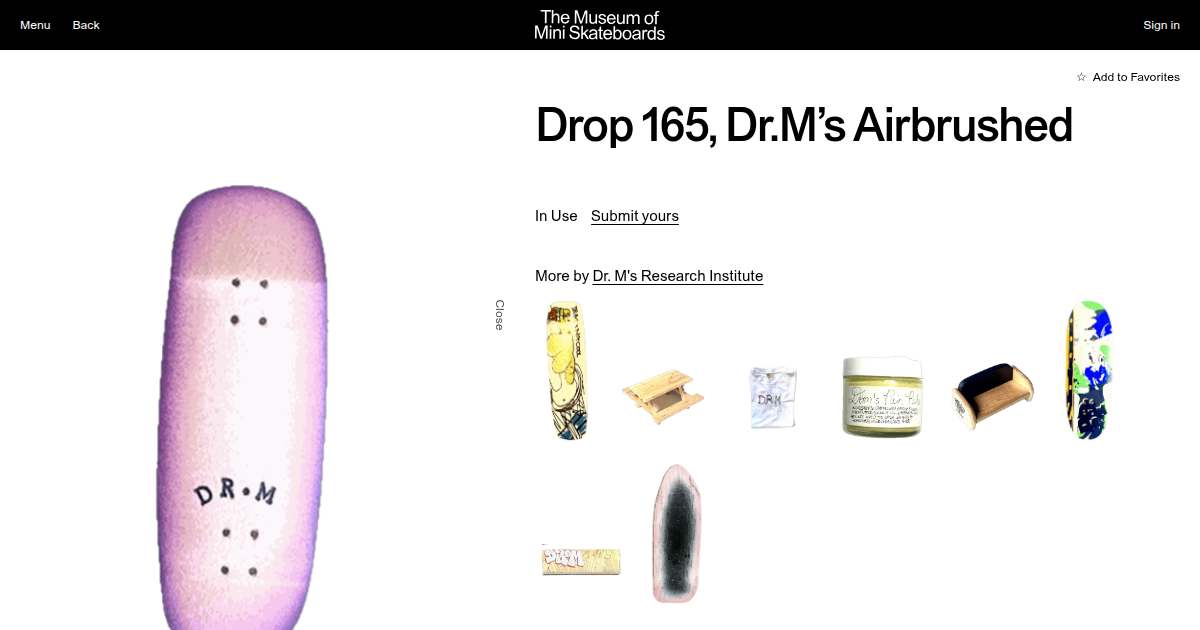 Menu
Back
The Museum of
Mini Skateboards
Sign in
☆ Add to Favorites
Drop 165, Dr.M’s Airbrushed
In Use
Submit yours
More by Dr. M's Research Institute
Close
DR•M
DRM